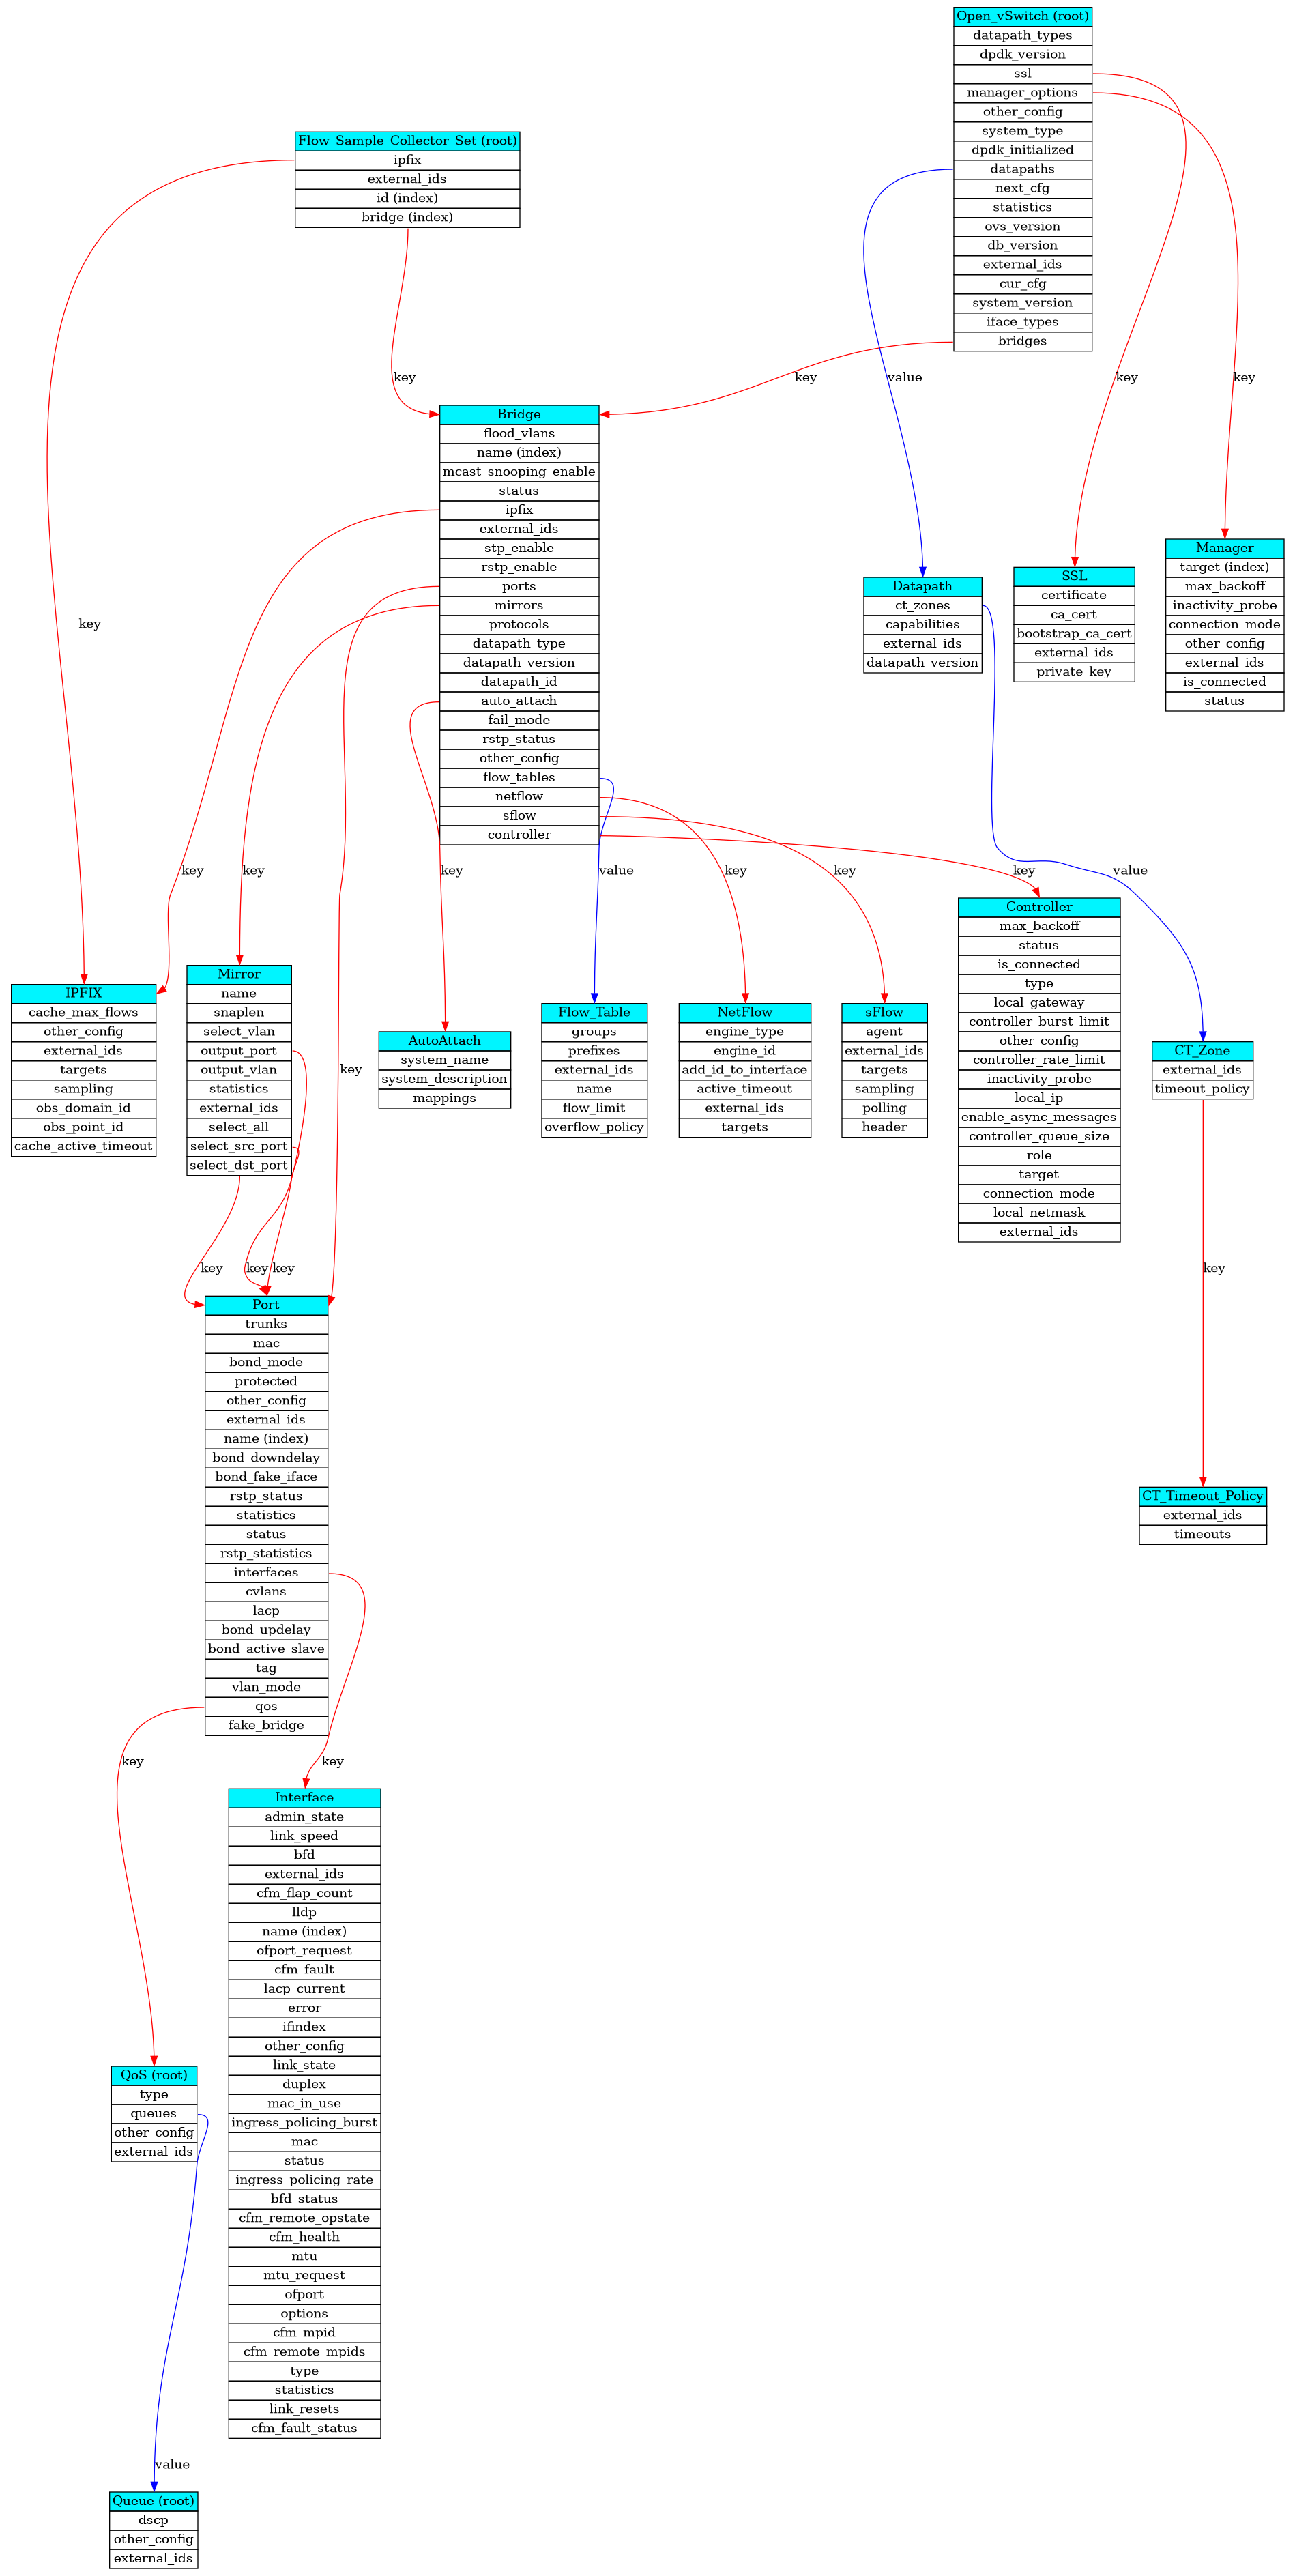 Open_vSwitch (root)
datapath_types
dpdk_version
ssl
manager_options
other_config
system_type
dpdk_initialized
datapaths
next_cfg
statistics
ovs_version
db_version
external_ids
cur_cfg
system_version
iface_types
bridges
Flow_Sample_Collector_Set (root)
ipfix
external_ids
id (index)
bridge (index)
key
key
value
key
key
Bridge
flood_vlans
name (index)
mcast_snooping_enable
status
ipfix
external_ids
stp_enable
rstp_enable
ports
mirrors
protocols
datapath_type
datapath_version
datapath_id
auto_attach
fail_mode
rstp_status
other_config
flow_tables
netflow
sflow
controller
Datapath
ct_zones
capabilities
external_ids
datapath_version
SSL
certificate
ca_cert
bootstrap_ca_cert
external_ids
private_key
Manager
target (index)
max_backoff
inactivity_probe
connection_mode
other_config
external_ids
is_connected
status
key
key
key
key
value
key
key
key
value
IPFIX
cache_max_flows
other_config
external_ids
targets
sampling
obs_domain_id
obs_point_id
cache_active_timeout
Mirror
name
snaplen
select_vlan
output_port
output_vlan
statistics
external_ids
select_all
select_src_port
select_dst_port
key
AutoAttach
system_name
system_description
mappings
Flow_Table
groups
prefixes
external_ids
name
flow_limit
overflow_policy
NetFlow
engine_type
engine_id
add_id_to_interface
active_timeout
external_ids
targets
sFlow
agent
external_ids
targets
sampling
polling
header
Controller
max_backoff
status
is_connected
type
local_gateway
controller_burst_limit
other_config
controller_rate_limit
inactivity_probe
local_ip
enable_async_messages
controller_queue_size
role
target
connection_mode
local_netmask
external_ids
CT_Zone
external_ids
timeout_policy
key
key
key
key
Port
trunks
mac
bond_mode
protected
other_config
external_ids
name (index)
bond_downdelay
bond_fake_iface
rstp_status
statistics
status
rstp_statistics
interfaces
cvlans
lacp
bond_updelay
bond_active_slave
tag
vlan_mode
qos
fake_bridge
CT_Timeout_Policy
external_ids
timeouts
key
key
Interface
admin_state
link_speed
bfd
external_ids
cfm_flap_count
lldp
name (index)
ofport_request
cfm_fault
lacp_current
error
ifindex
other_config
link_state
duplex
mac_in_use
ingress_policing_burst
mac
status
ingress_policing_rate
bfd_status
cfm_remote_opstate
cfm_health
mtu
mtu_request
ofport
options
cfm_mpid
cfm_remote_mpids
type
statistics
link_resets
cfm_fault_status
QoS (root)
type
queues
other_config
external_ids
value
Queue (root)
dscp
other_config
external_ids